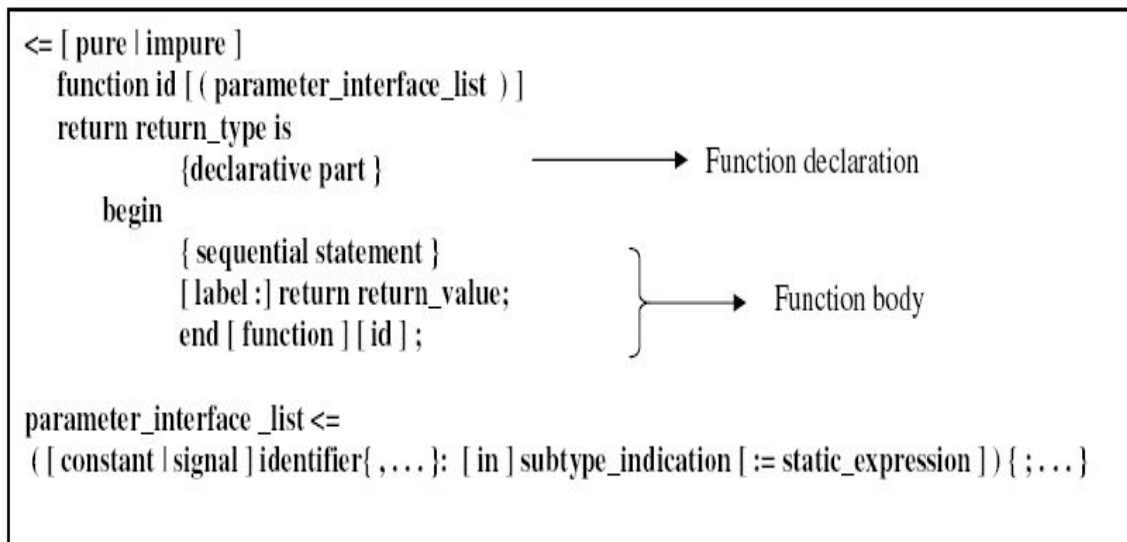 <= [ pure | impure ]
function id [ ( parameter_interface_list ) ]
return return_type is
{declarative part }
Function declaration
begin
{ sequential statement }
[ label :] return return_value;
Function body
end [ function ] [ id ] ;
parameter_interface _list <=
( [ constant | signal ] identifier{ , . . . }: [ in ] subtype_indication [ := static_expression ] ) { ; . . . }